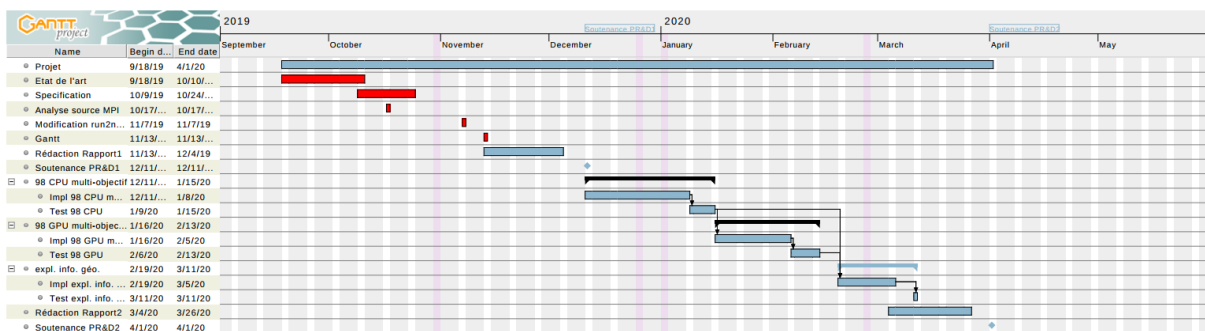 GANTT project
2019
2020
Soutenance PR&D1
Soutenance PR&D2
Name Begin d... End date
September October November December January February March April May
Projet 9/18/19 4/1/20
Etat de l'art 9/18/19 10/10/...
Specification 10/9/19 10/24/...
Analyse source MPI 10/17/... 10/17/...
Modification run2n... 11/7/19 11/7/19
Gantt 11/13/... 11/13/...
Rédaction Rapport1 11/13/... 12/4/19
Soutenance PR&D1 12/11/... 12/11/...
98 CPU multi-objectif 12/11/... 1/15/20
Impl 98 CPU m... 12/11/... 1/8/20
Test 98 CPU 1/9/20 1/15/20
98 GPU multi-objec... 1/16/20 2/13/20
Impl 98 GPU m... 1/16/20 2/5/20
Test 98 GPU 2/6/20 2/13/20
expl. info. géo. 2/19/20 3/11/20
Impl expl. info. ... 2/19/20 3/5/20
Test expl. info. ... 3/11/20 3/11/20
Rédaction Rapport2 3/4/20 3/26/20
Soutenance PR&D2 4/1/20 4/1/20